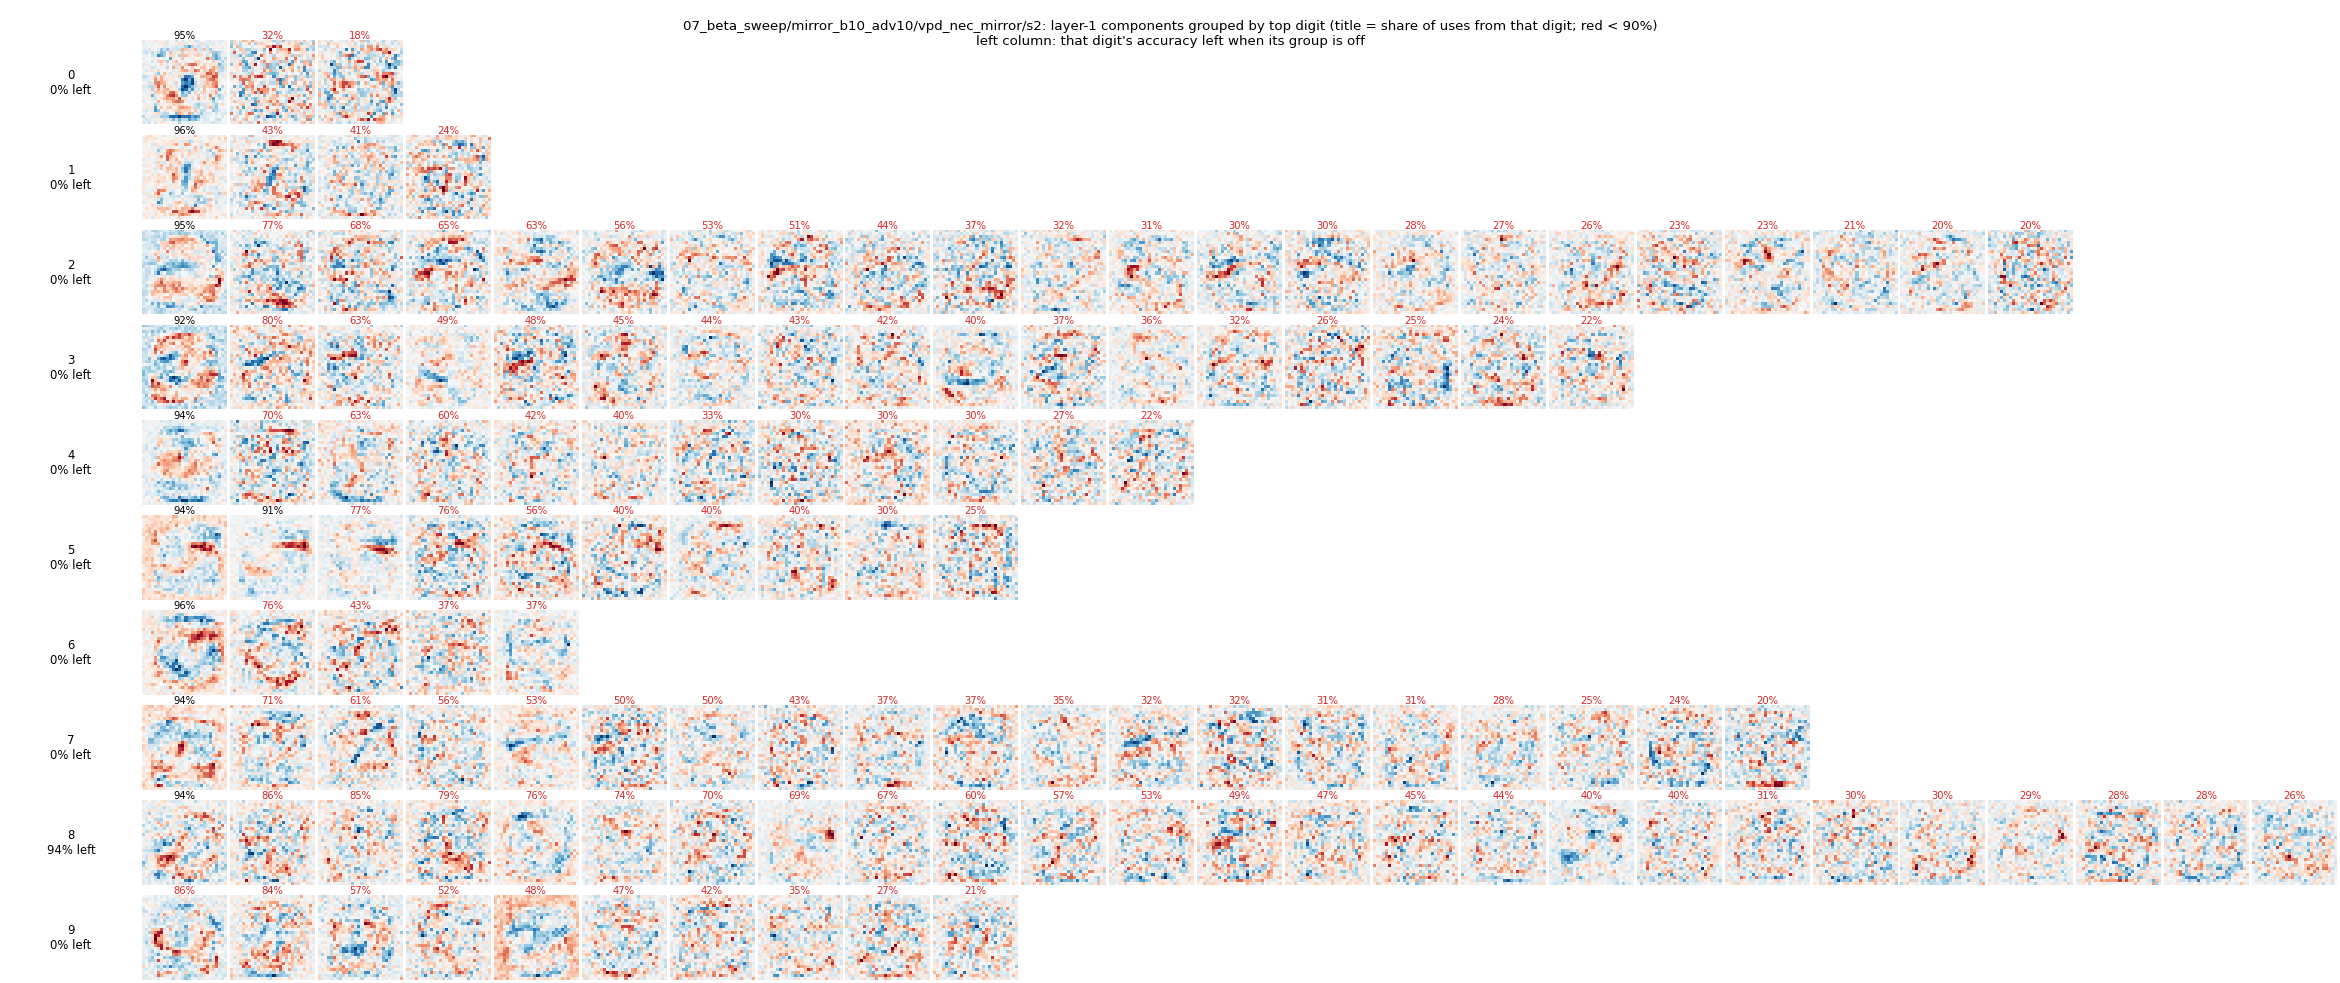 07_beta_sweep/mirror_b10_adv10/vpd_nec_mirror/s2: layer-1 components grouped by top digit (title = share of uses from that digit; red < 90%)
left column: that digit's accuracy left when its group is off
95% 32% 18%
0
0% left
96% 43% 41% 24%
1
0% left
95% 77% 68% 65% 63% 56% 53% 51% 44% 37% 32% 31% 30% 30% 28% 27% 26% 23% 23% 21% 20% 20%
2
0% left
92% 80% 63% 49% 48% 45% 44% 43% 42% 40% 37% 36% 32% 26% 25% 24% 22%
3
0% left
94% 70% 63% 60% 42% 40% 33% 30% 30% 30% 27% 22%
4
0% left
94% 91% 77% 76% 56% 40% 40% 40% 30% 25%
5
0% left
96% 76% 43% 37% 37%
6
0% left
94% 71% 61% 56% 53% 50% 50% 43% 37% 37% 35% 32% 32% 31% 31% 28% 25% 24% 20%
7
0% left
94% 86% 85% 79% 76% 74% 70% 69% 67% 60% 57% 53% 49% 47% 45% 44% 40% 40% 31% 30% 30% 29% 28% 28% 26%
8
94% left
86% 84% 57% 52% 48% 47% 42% 35% 27% 21%
9
0% left